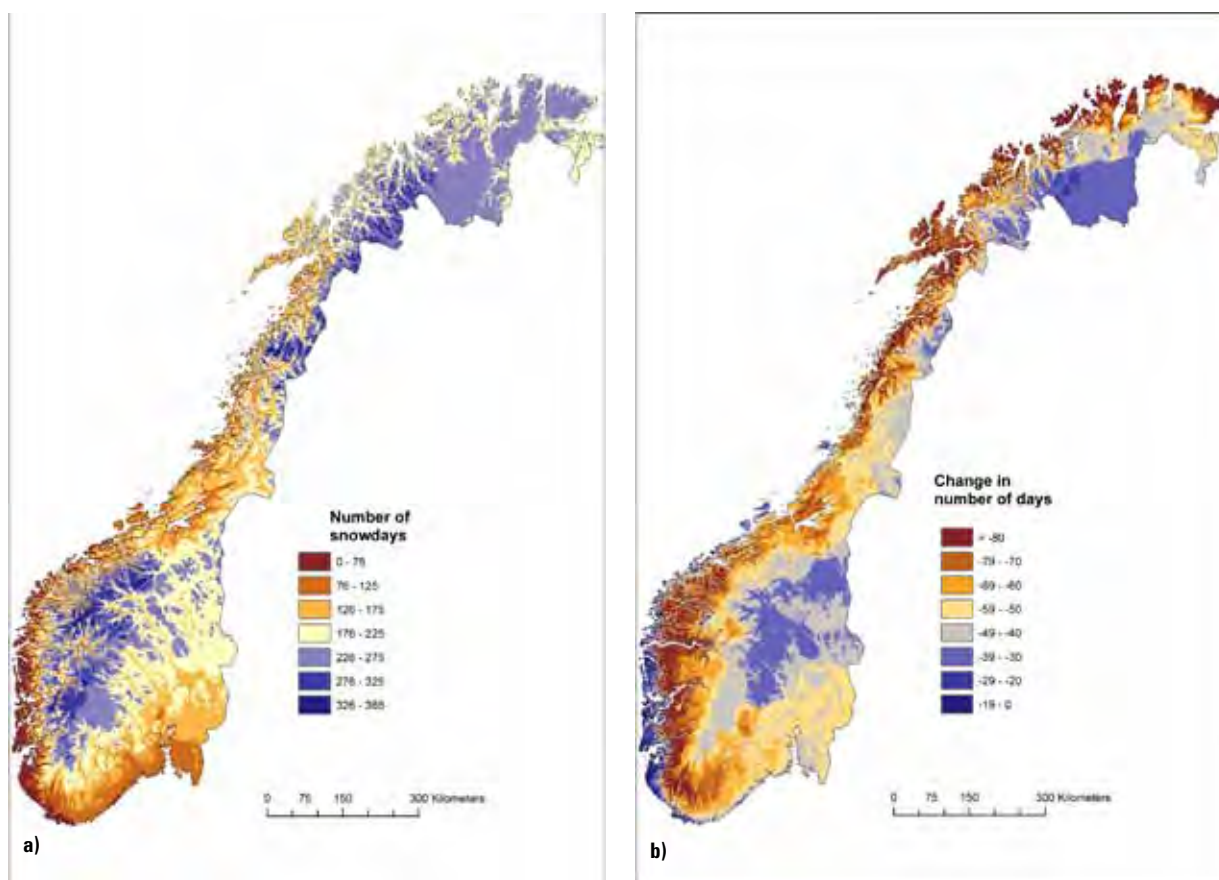 Number of
snowdays
0 - 75
76 - 125
126 - 175
176 - 225
226 - 275
276 - 325
326 - 365
0 75 150 300 Kilometers
a)
Change in
number of days
-79 - -70
-69 - -60
-59 - -50
-49 - -40
-39 - -30
-29 - -20
-19 - 0
0 75 150 300 Kilometers
b)